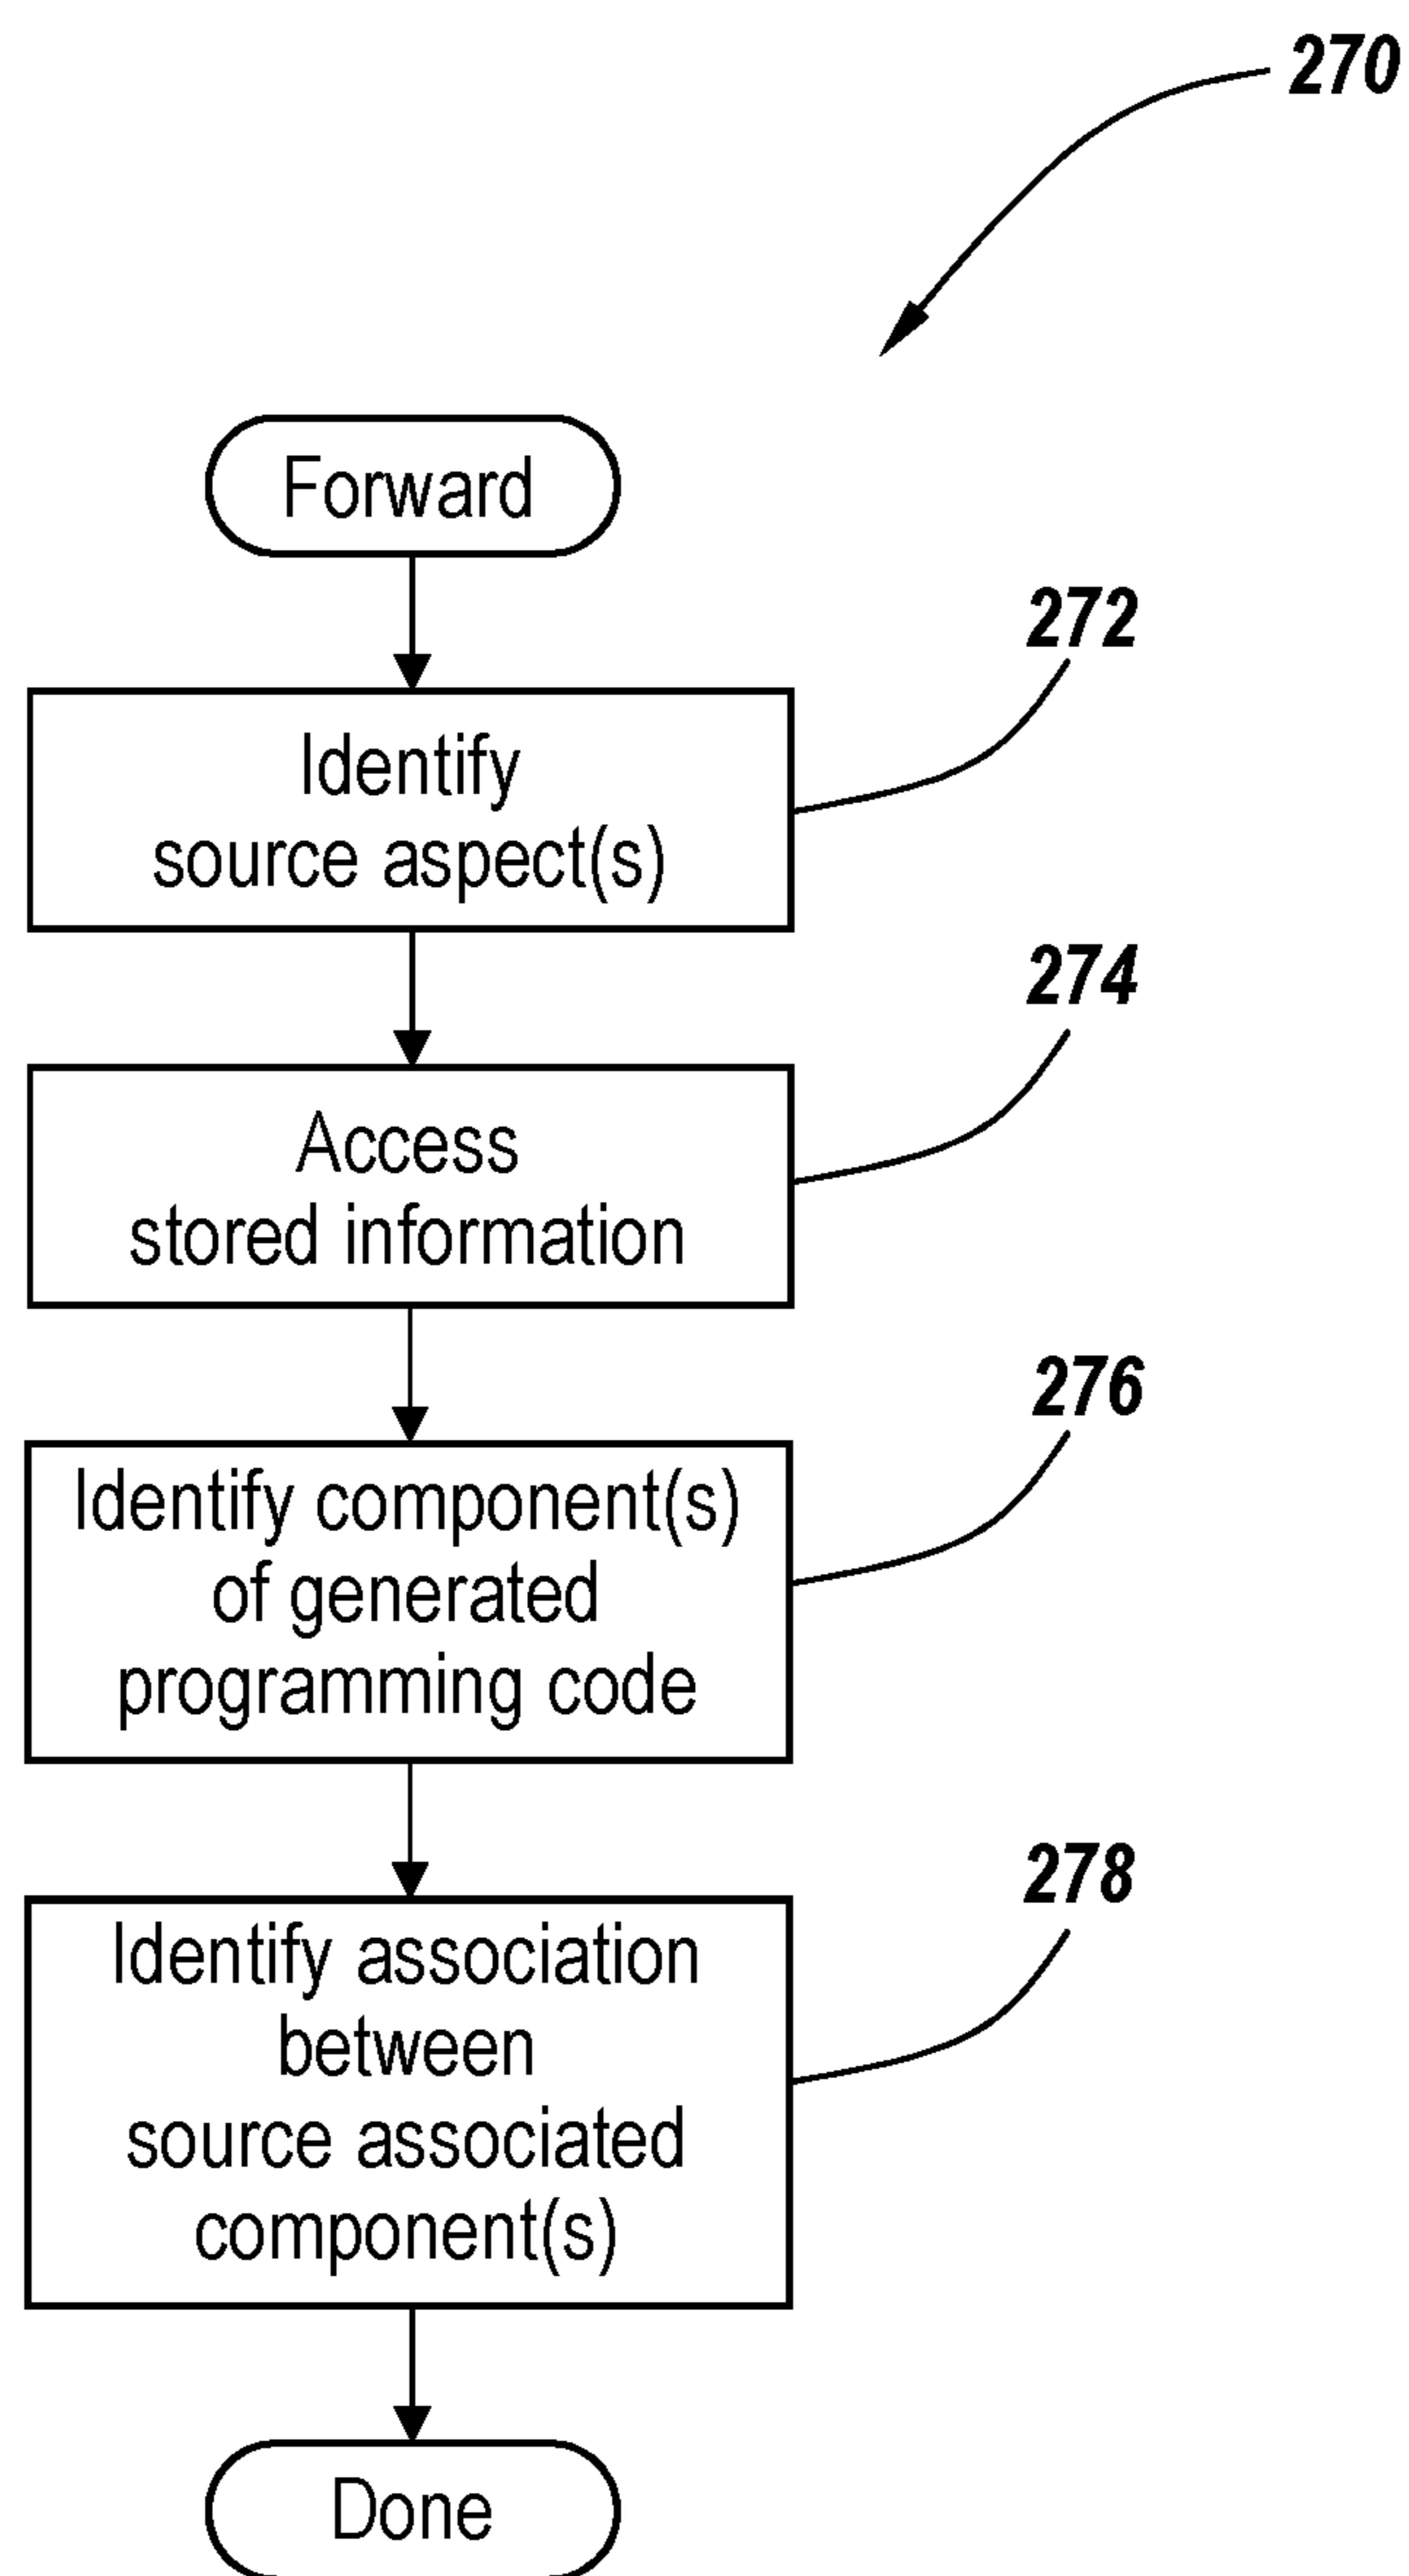 270
Forward
272
Identify
source aspect(s)
274
Access
stored information
276
Identify component(s)
of generated
programming code
278
Identify association
between
source associated
component(s)
Done